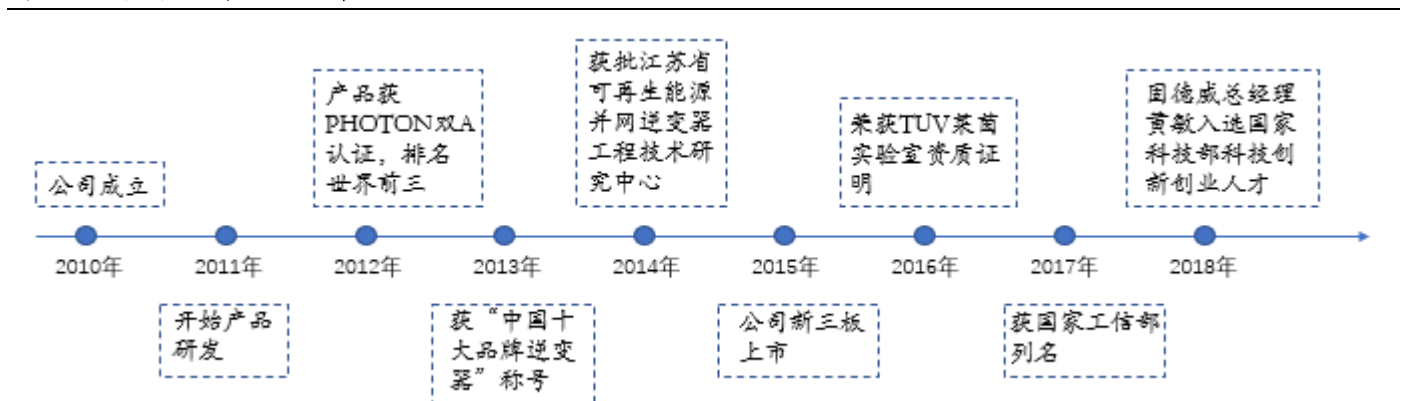 公司成立
产品获
PHOTON双A
认证，排名
世界前三
获批江苏省
可再生能源
并网逆变器
工程技术研
究中心
荣获TUV莱茵
实验室资质证
明
固德威总经理
黄敏入选国家
科技部科技创
新创业人才
2010年
2011年
2012年
2013年
2014年
2015年
2016年
2017年
2018年
开始产品
研发
获“中国十
大品牌逆变
器”称号
公司新三板
上市
获国家工信部
列名